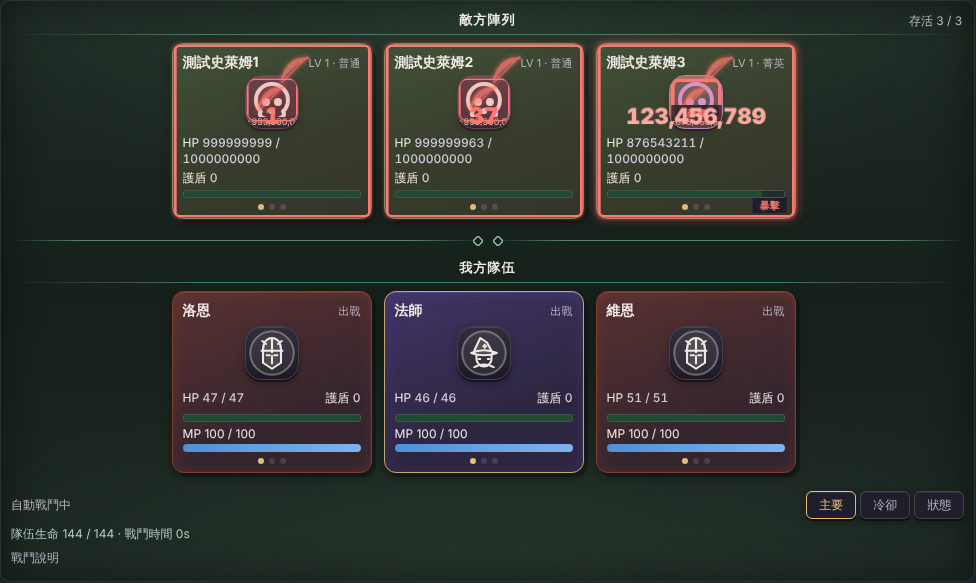 敵方陣列
存活 3 / 3
測試史萊姆1
LV 1 · 普通
測試史萊姆2
LV 1 · 普通
測試史萊姆3
LV 1 · 菁英
1
37
123,456,789
HP 999999999 /
1000000000
護盾 0
HP 999999963 /
1000000000
護盾 0
HP 876543211 /
1000000000
護盾 0
暴擊
我方隊伍
洛恩
出戰
法師
出戰
維恩
出戰
HP 47 / 47
護盾 0
HP 46 / 46
護盾 0
HP 51 / 51
護盾 0
MP 100 / 100
MP 100 / 100
MP 100 / 100
自動戰鬥中
主要
冷卻
狀態
隊伍生命 144 / 144 · 戰鬥時間 0s
戰鬥說明